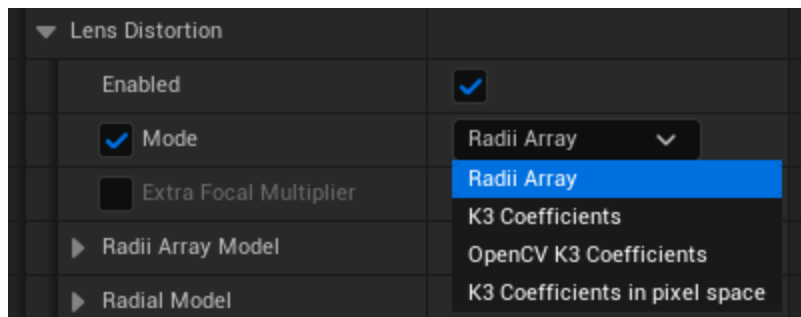 Lens Distortion
Enabled
Mode
Radii Array
Radii Array
Extra Focal Multiplier
K3 Coefficients
Radii Array Model
OpenCV K3 Coefficients
Radial Model
K3 Coefficients in pixel space